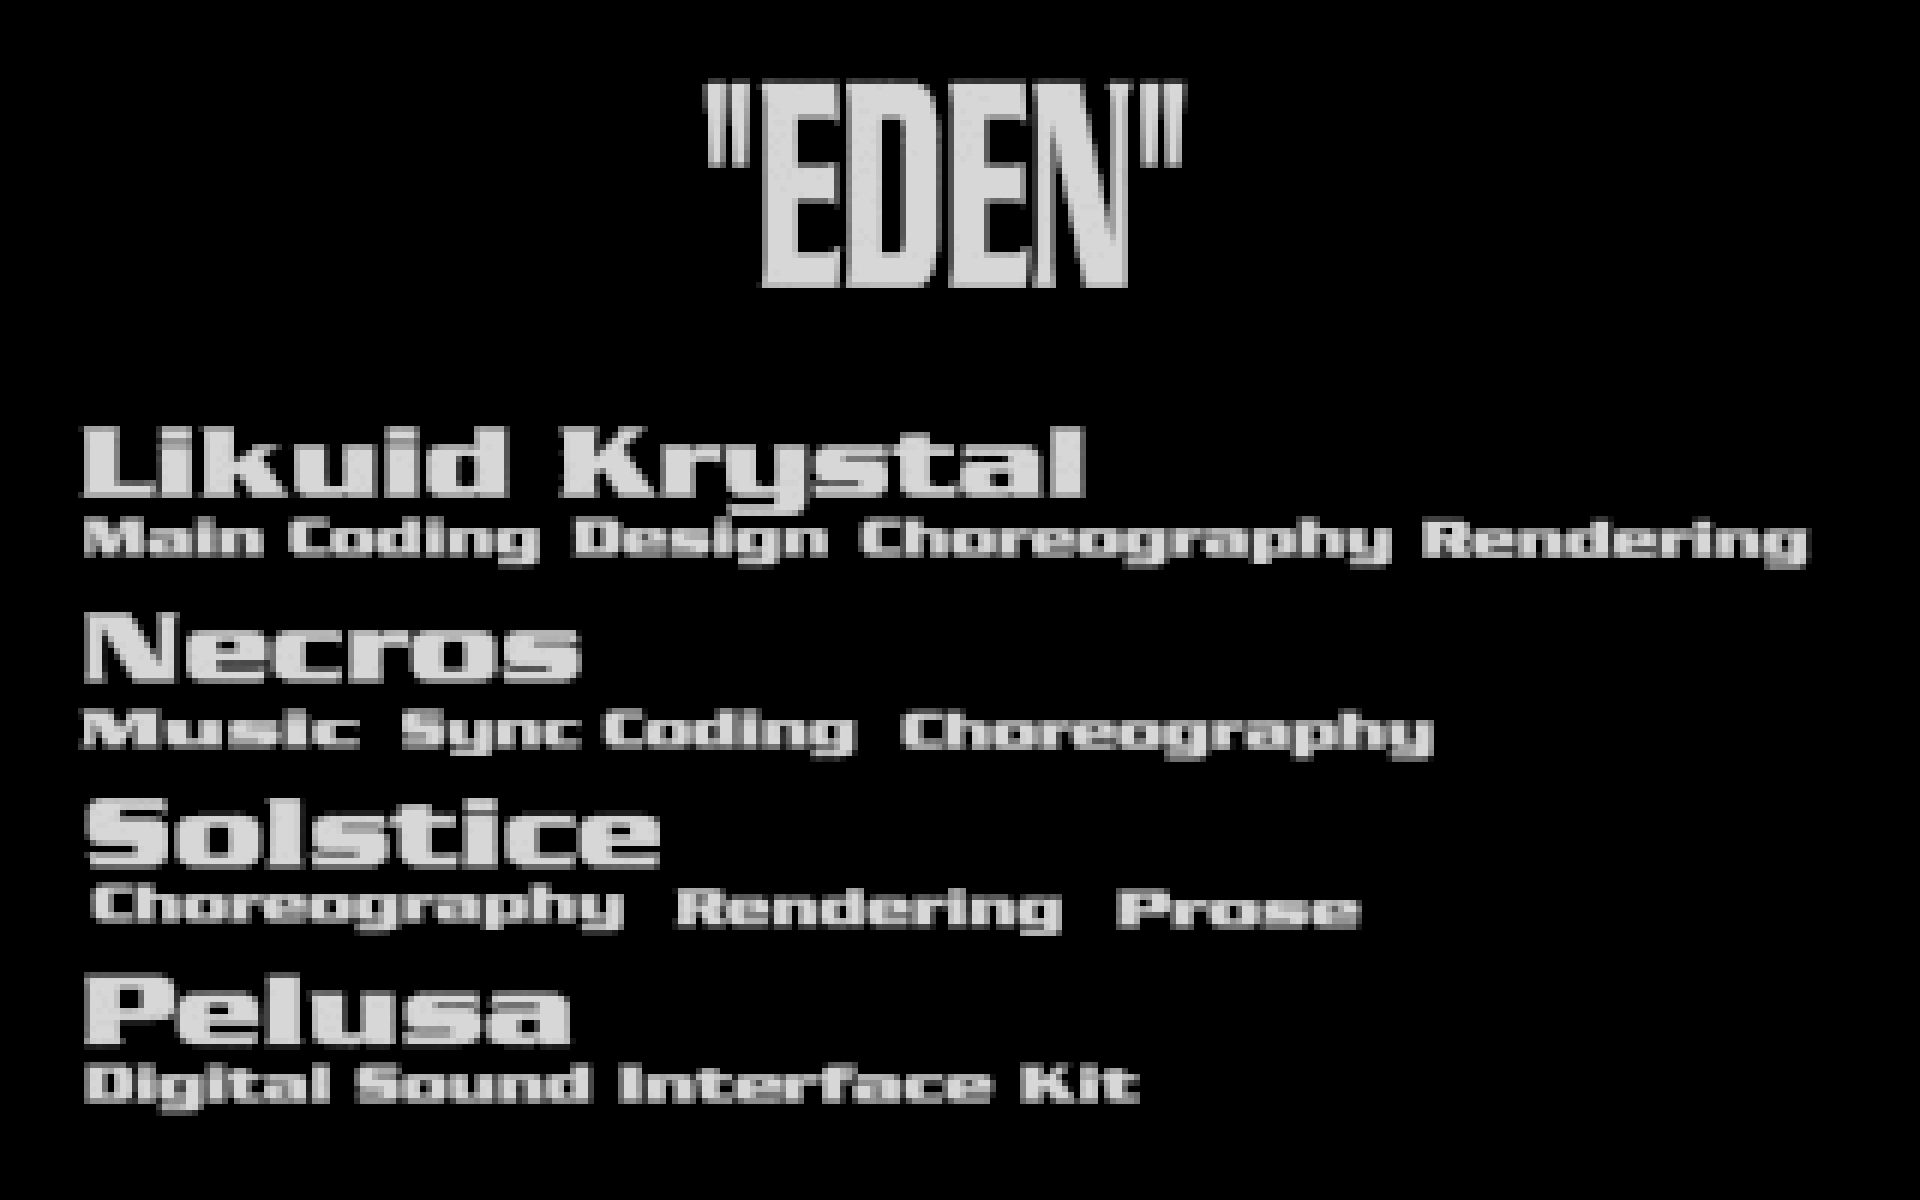 "EDEN"
Likuid Krystal
Main Coding Design Choreography Rendering
Necros
Music Sync Coding Choreography
Solstice
Choreography Rendering Prose
Pelusa
Digital Sound Interface Kit